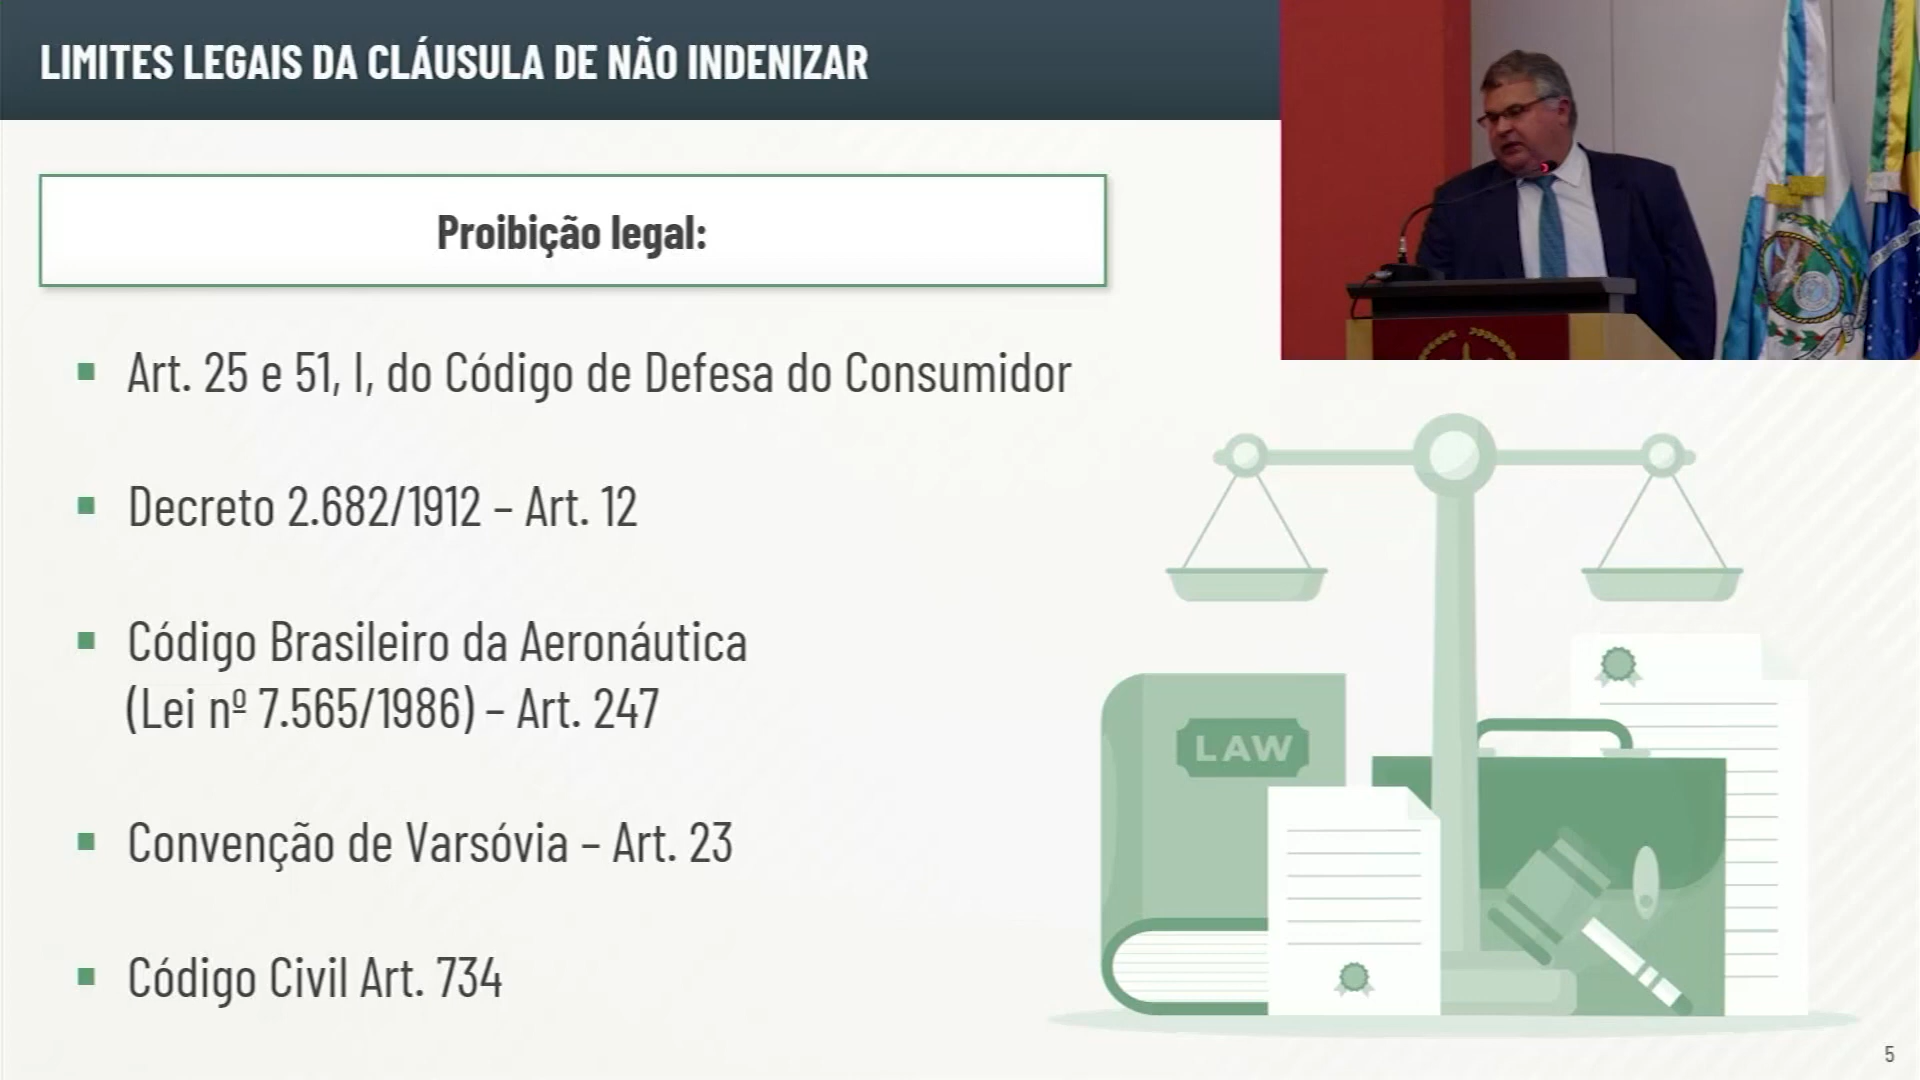 LIMITES LEGAIS DA CLÁUSULA DE NÃO INDENIZAR
Proibição legal:
Art. 25 e 51, I, do Código de Defesa do Consumidor
Decreto 2.682/1912 – Art. 12
Código Brasileiro da Aeronáutica
(Lei nº 7.565/1986) – Art. 247
Convenção de Varsóvia – Art. 23
Código Civil Art. 734
LAW
5